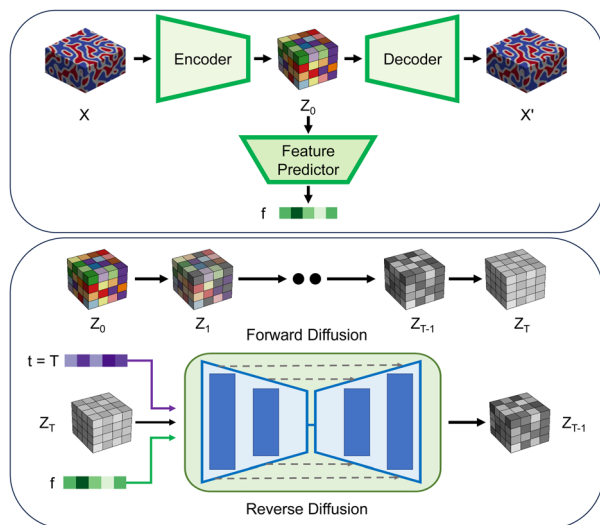 Encoder
Decoder
X
Z0
X'
Feature
Predictor
f
Z0
Z1
ZT-1
ZT
Forward Diffusion
t = T
ZT
ZT-1
f
Reverse Diffusion